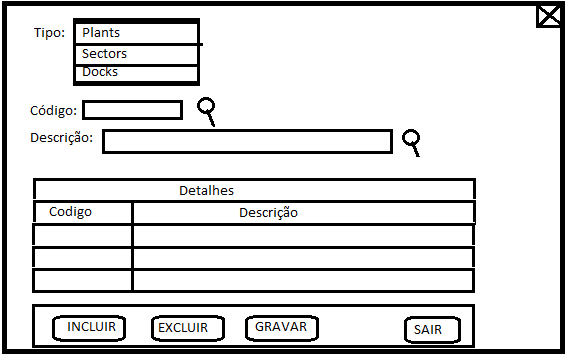 Tipo: Plants
Sectors
Docks
Código:
Descrição:
Detalhes
Codigo Descrição
INCLUIR EXCLUIR GRAVAR SAIR